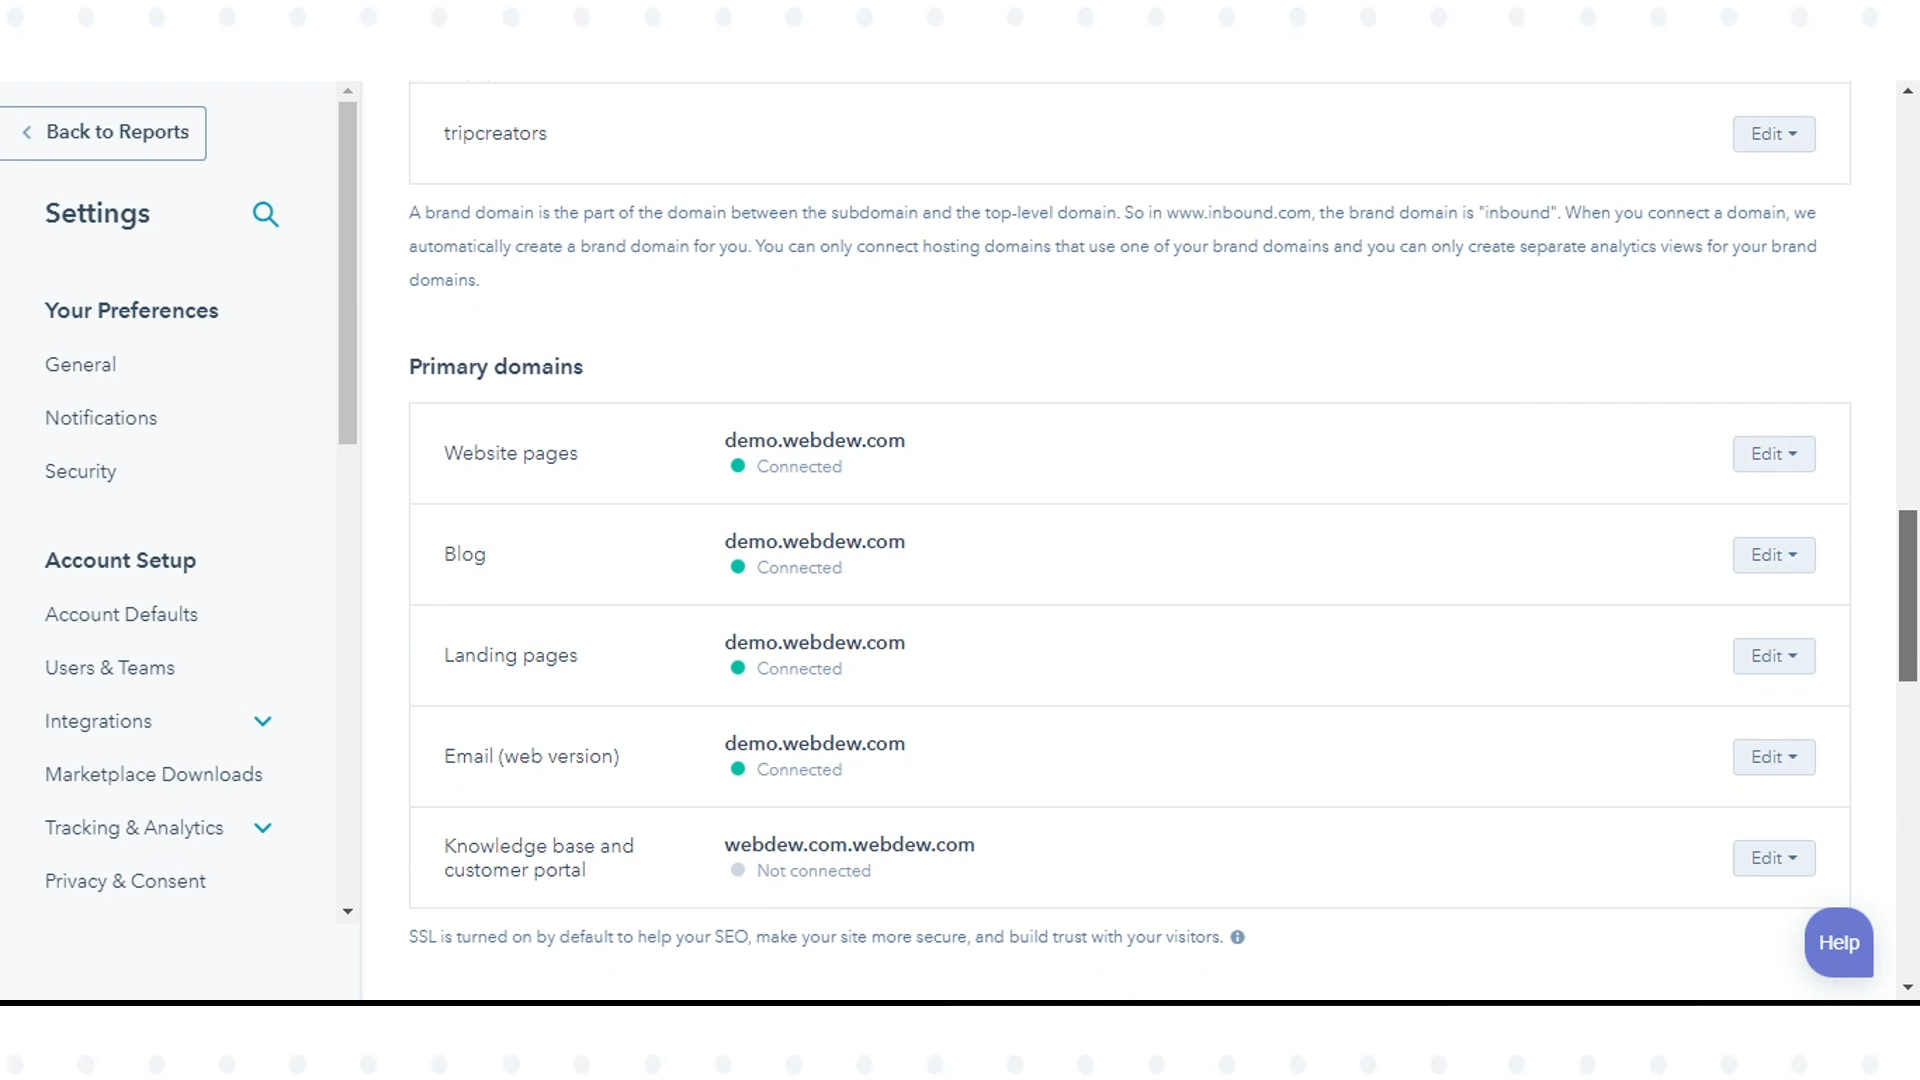 Back to Reports
Settings
Your Preferences
General
Notifications
Security
Account Setup
Account Defaults
Users & Teams
Integrations
Marketplace Downloads
Tracking & Analytics
Privacy & Consent
tripcreators
Edit
A brand domain is the part of the domain between the subdomain and the top-level domain. So in www.inbound.com, the brand domain is "inbound". When you connect a domain, we
automatically create a brand domain for you. You can only connect hosting domains that use one of your brand domains and you can only create separate analytics views for your brand
domains.
Primary domains
Website pages
demo.webdew.com
Connected
Edit
Blog
demo.webdew.com
Connected
Edit
Landing pages
demo.webdew.com
Connected
Edit
Email (web version)
demo.webdew.com
Connected
Edit
Knowledge base and
customer portal
webdew.com.webdew.com
Not connected
Edit
SSL is turned on by default to help your SEO, make your site more secure, and build trust with your visitors.
Help